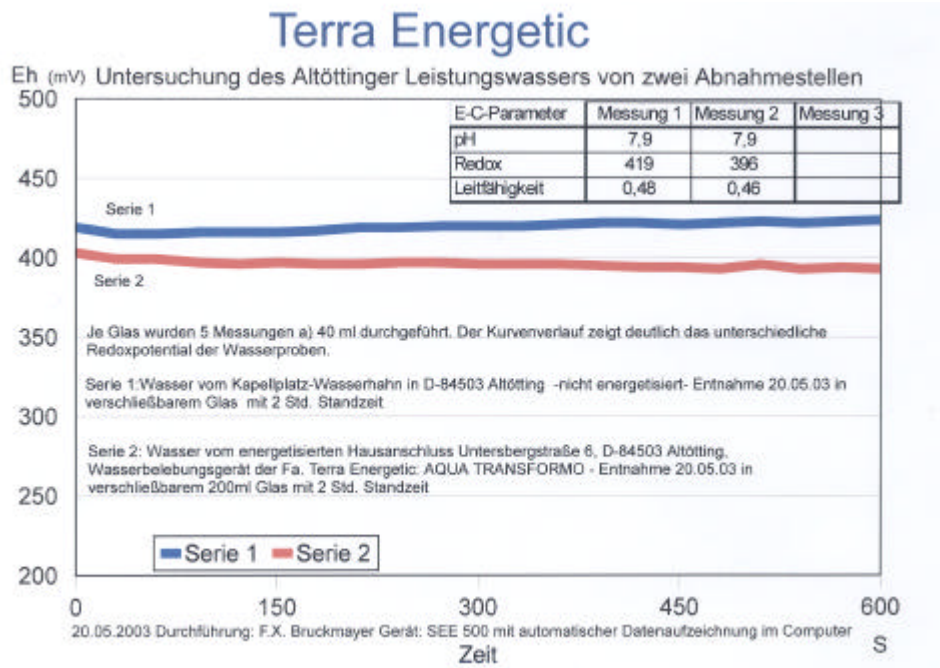 Terra Energetic
Eh (mV) Untersuchung des Altöttinger Leistungswassers von zwei Abnahmestellen
500
450
400
350
300
250
200
E-C-Parameter Messung 1 Messung 2 Messung 3
pH 7,9 7,9
Redox 419 396
Leitfähigkeit 0,48 0,46
Serie 1
Serie 2
Je Glas wurden 5 Messungen a) 40 ml durchgeführt. Der Kurvenverlauf zeigt deutlich das unterschiedliche
Redoxpotential der Wasserproben.
Serie 1:Wasser vom Kapellplatz-Wasserhahn in D-84503 Altötting -nicht energetisiert- Entnahme 20.05.03 in
verschließbarem Glas mit 2 Std. Standzeit
Serie 2: Wasser vom energetisierten Hausanschluss Untersbergstraße 6, D-84503 Altötting,
Wasserbelebungsgerät der Fa. Terra Energetic: AQUA TRANSFORMO - Entnahme 20.05.03 in
verschließbarem 200ml Glas mit 2 Std. Standzeit
Serie 1 Serie 2
0 150 300 450 600
20.05.2003 Durchführung: F.X. Bruckmayer Gerät: SEE 500 mit automatischer Datenaufzeichnung im Computer
S
Zeit